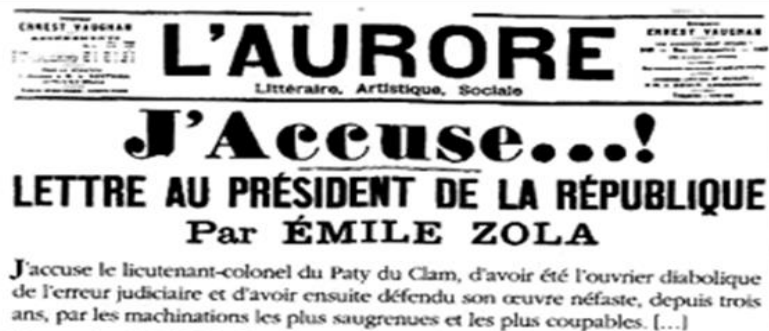 ERNEST VAUGHAN
L'AURORE
ERNEST VAUGHAN
Littéraire, Artistique, Sociale
J'Accuse...!
LETTRE AU PRÉSIDENT DE LA RÉPUBLIQUE
Par ÉMILE ZOLA
J'accuse le lieutenant-colonel du Paty du Clam, d'avoir été l'ouvrier diabolique
de l'erreur judiciaire et d'avoir ensuite défendu son œuvre néfaste, depuis trois
ans, par les machinations les plus saugrenues et les plus coupables. [...]